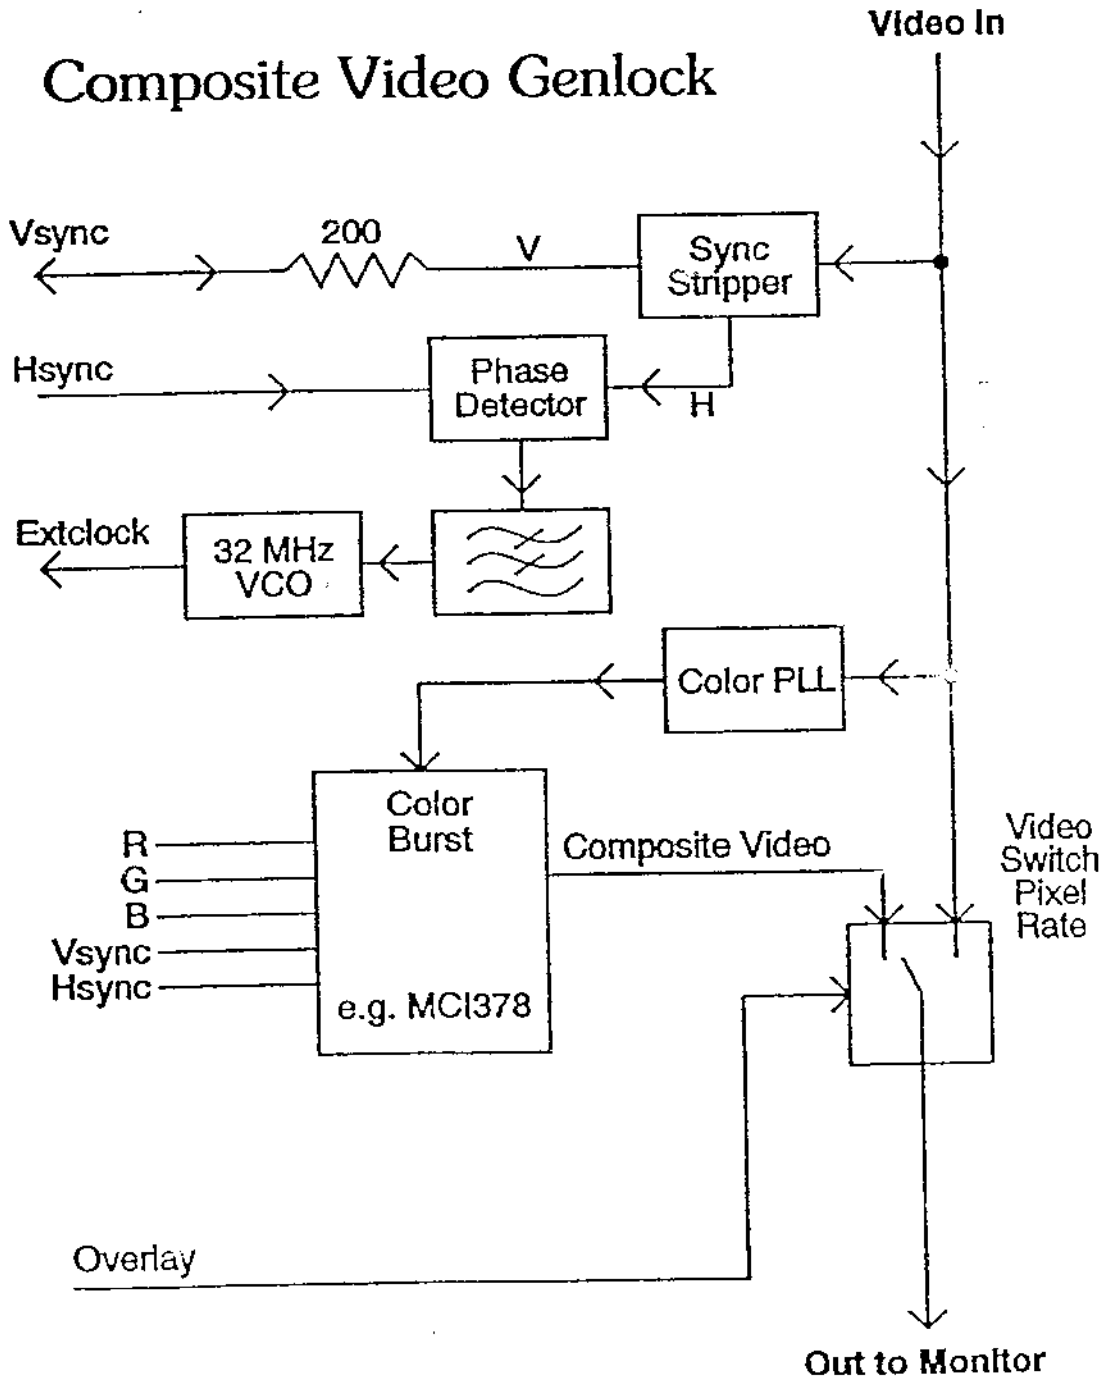 Video In
Composite Video Genlock
Vsync
200
V
Sync
Stripper
Hsync
Phase
Detector
H
Extclock
32 MHz
VCO
Color PLL
Color
Burst
R
G
B
Vsync
Hsync
e.g. MCI378
Composite Video
Video
Switch
Pixel
Rate
Overlay
Out to Monitor